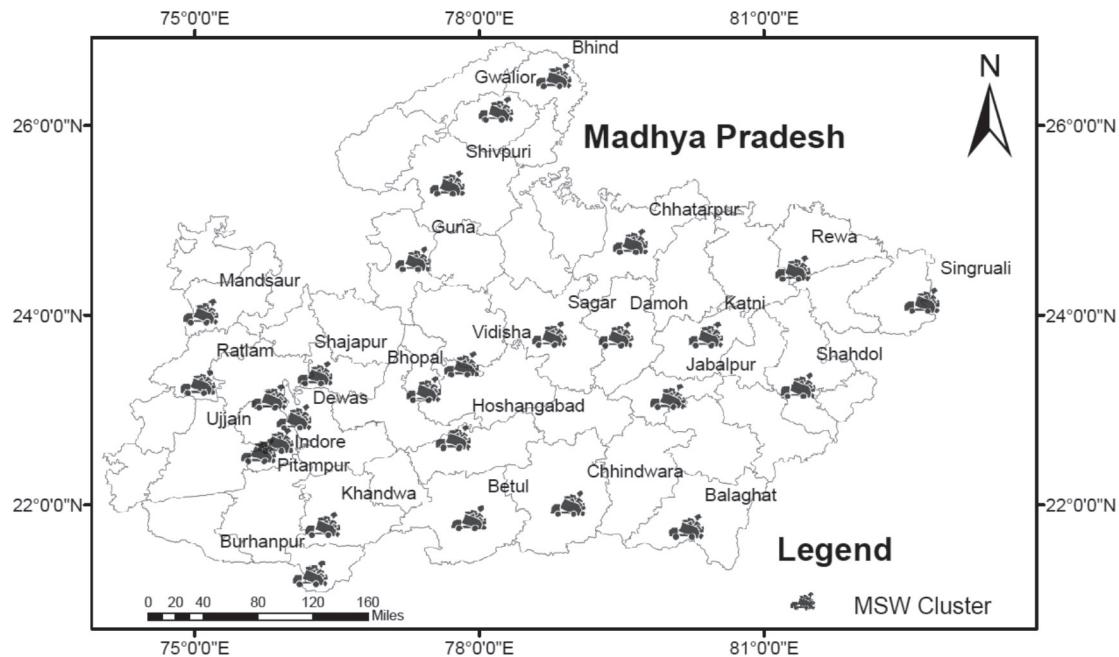 75°0'0"E 78°0'0"E 81°0'0"E
Bhind
Gwalior
N
26°0'0"N 26°0'0"N
Madhya Pradesh
Shivpuri
Chhatarpur
Guna
Rewa
Singruali
Mandsaur
Sagar Damoh Katni
24°0'0"N 24°0'0"N
Vidisha
Shajapur
Ratlam
Bhopal
Shahdol
Jabalpur
Dewas
Hoshangabad
Ujjain
Indore
Pitampur
Chhindwara
Betul
Khandwa
Balaghat
22°0'0"N 22°0'0"N
Burhanpur
Legend
0 20 40 80 120 160
Miles
MSW Cluster
75°0'0"E 78°0'0"E 81°0'0"E